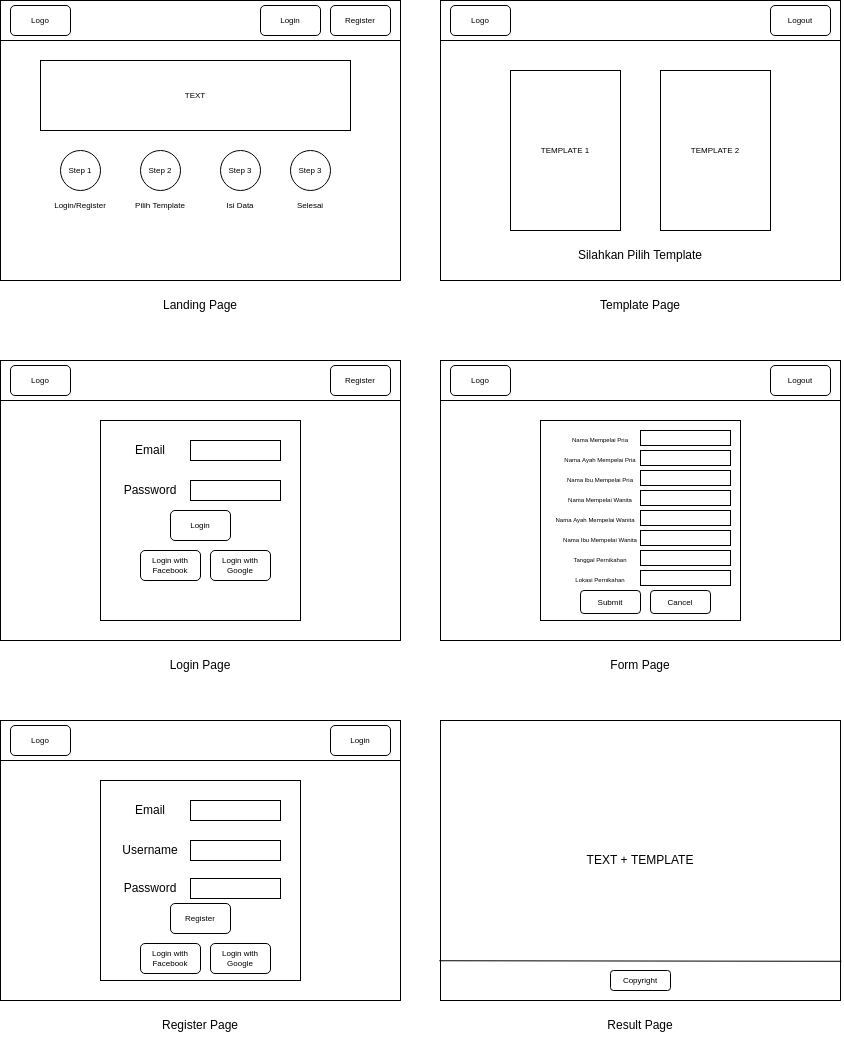 Logo
Login
Register
TEXT
Step 1
Step 2
Step 3
Step 3
Login/Register
Pilih Template
Isi Data
Selesai
Landing Page
Logo
Logout
TEMPLATE 1
TEMPLATE 2
Silahkan Pilih Template
Template Page
Logo
Register
Email
Password
Login
Login with
Facebook
Login with
Google
Login Page
Logo
Logout
Nama Mempelai Pria
Nama Ayah Mempelai Pria
Nama Ibu Mempelai Pria
Nama Mempelai Wanita
Nama Ayah Mempelai Wanita
Nama Ibu Mempelai Wanita
Tanggal Pernikahan
Lokasi Pernikahan
Submit
Cancel
Form Page
Logo
Login
Email
Username
Password
Register
Login with
Facebook
Login with
Google
Register Page
TEXT + TEMPLATE
Copyright
Result Page